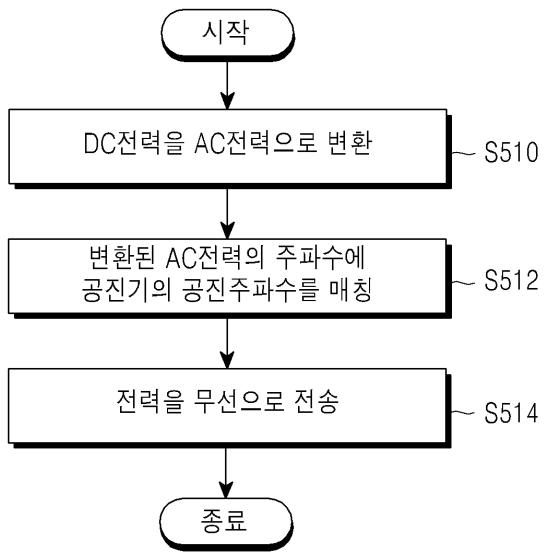 시작
DC전력을 AC전력으로 변환
S510
변환된 AC전력의 주파수에
공진기의 공진주파수를 매칭
S512
전력을 무선으로 전송
S514
종료